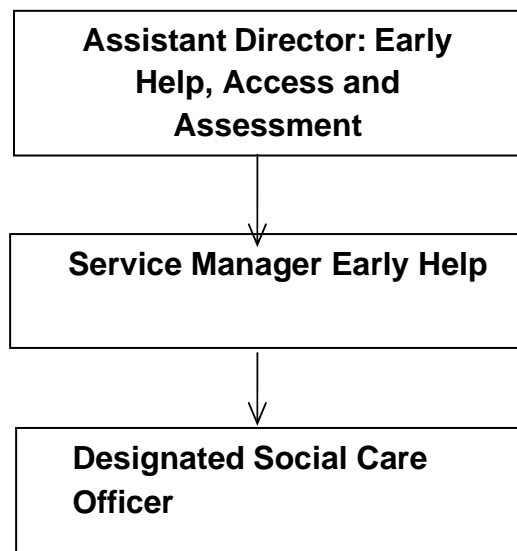 Assistant Director: Early
Help, Access and
Assessment
Service Manager Early Help
Designated Social Care
Officer